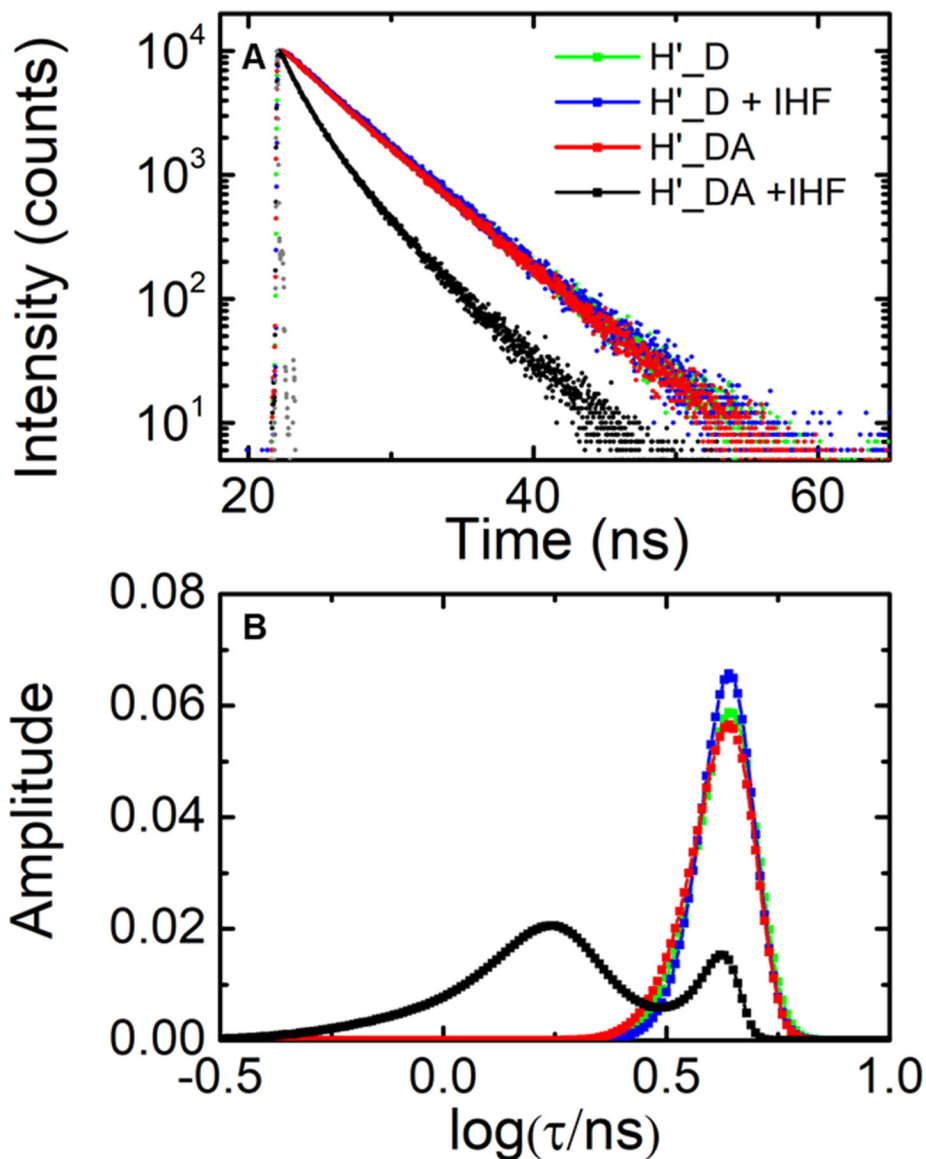 A
Intensity (counts)
10⁴
10³
10²
10¹
H'_D
H'_D + IHF
H'_DA
H'_DA +IHF
20 40 60
Time (ns)
B
Amplitude
0.08
0.06
0.04
0.02
0.00
-0.5 0.0 0.5 1.0
log(τ/ns)